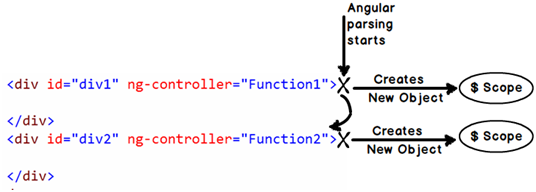 Angular
parsing
starts
<div id="div1" ng-controller="Function1">X Creates New Object $ Scope
</div>
<div id="div2" ng-controller="Function2">X Creates New Object $ Scope
</div>